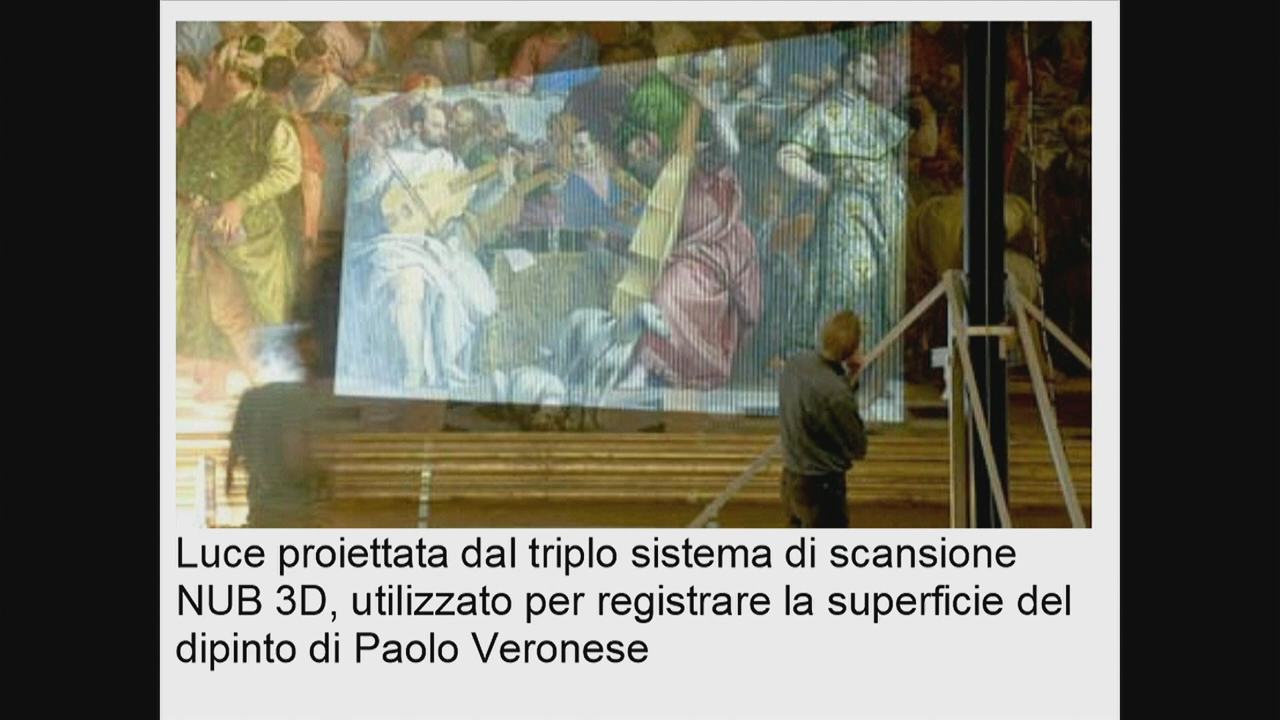 Luce proiettata dal triplo sistema di scansione
NUB 3D, utilizzato per registrare la superficie del
dipinto di Paolo Veronese